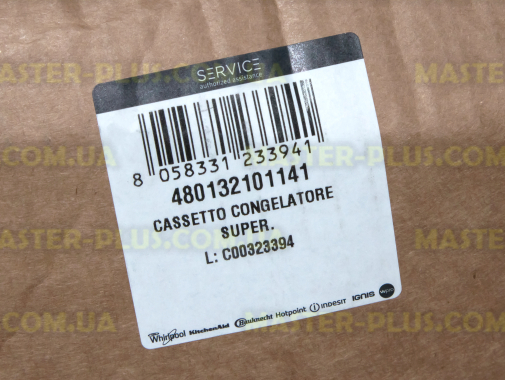 SERVICE
authorized assistance
8 058331 233941
480132101141
CASSETTO CONGELATORE
SUPER.
L: C00323394
Whirlpool KitchenAid Bauknecht Hotpoint indesit IGNIS
MASTER-PLUS.COM.UA